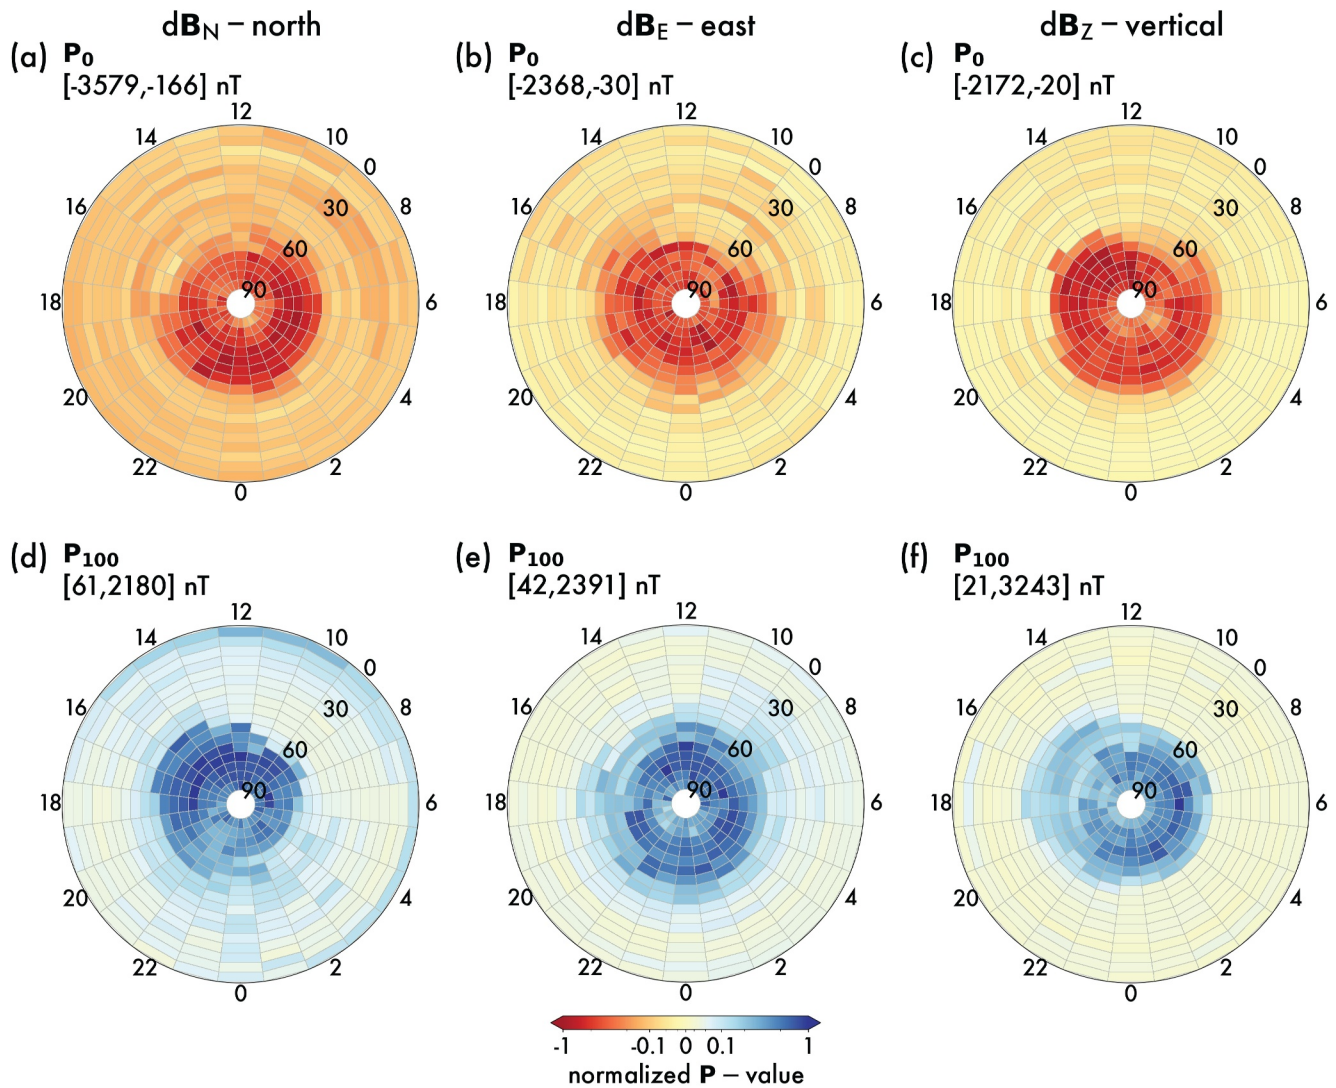 dB_N – north
dB_E – east
dB_Z – vertical
(a) P_0
[-3579,-166] nT
(b) P_0
[-2368,-30] nT
(c) P_0
[-2172,-20] nT
12
14 10
0
16 30 8
60
90
18 6
20 4
22 2
0
12
14 10
0
16 30 8
60
90
18 6
20 4
22 2
0
12
14 10
0
16 30 8
60
90
18 6
20 4
22 2
0
(d) P_100
[61,2180] nT
(e) P_100
[42,2391] nT
(f) P_100
[21,3243] nT
12
14 10
0
16 30 8
60
90
18 6
20 4
22 2
0
12
14 10
0
16 30 8
60
90
18 6
20 4
22 2
0
12
14 10
0
16 30 8
60
90
18 6
20 4
22 2
0
-1 -0.1 0 0.1 1
normalized P – value